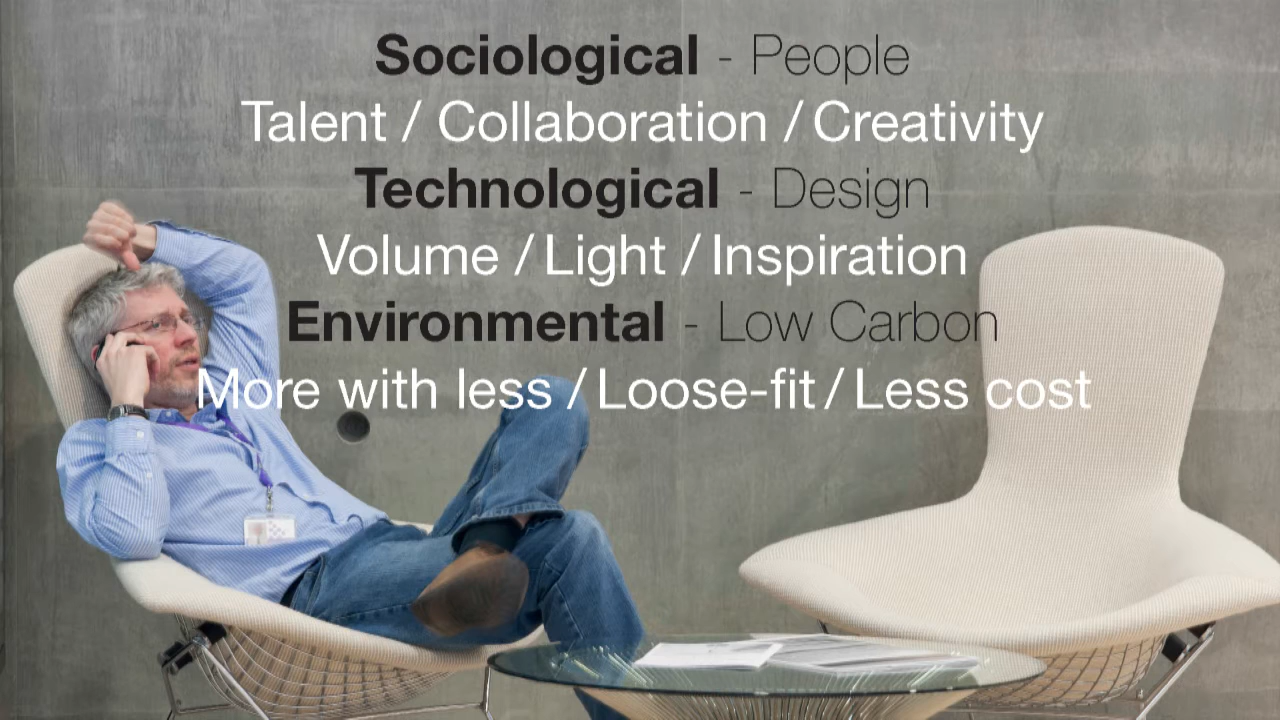 Sociological - People
Talent / Collaboration / Creativity
Technological - Design
Volume / Light / Inspiration
Environmental - Low Carbon
More with less / Loose-fit / Less cost